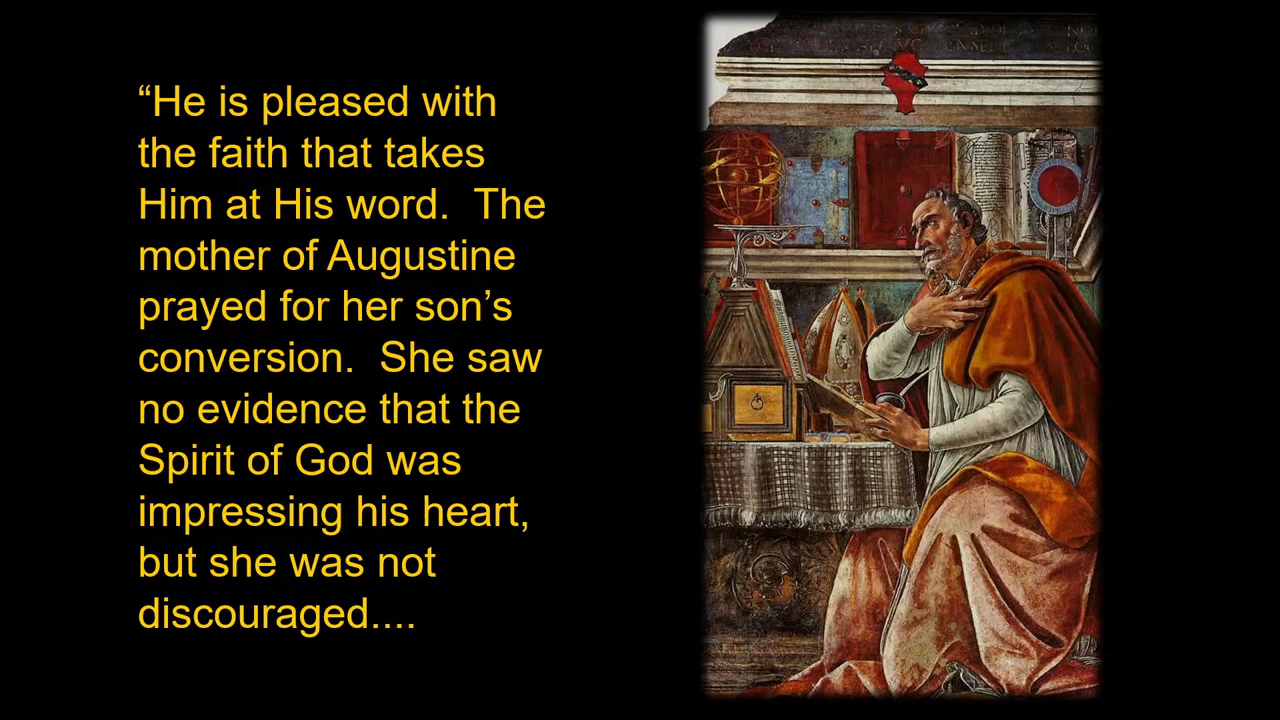 “He is pleased with
the faith that takes
Him at His word.  The
mother of Augustine
prayed for her son’s
conversion.  She saw
no evidence that the
Spirit of God was
impressing his heart,
but she was not
discouraged....